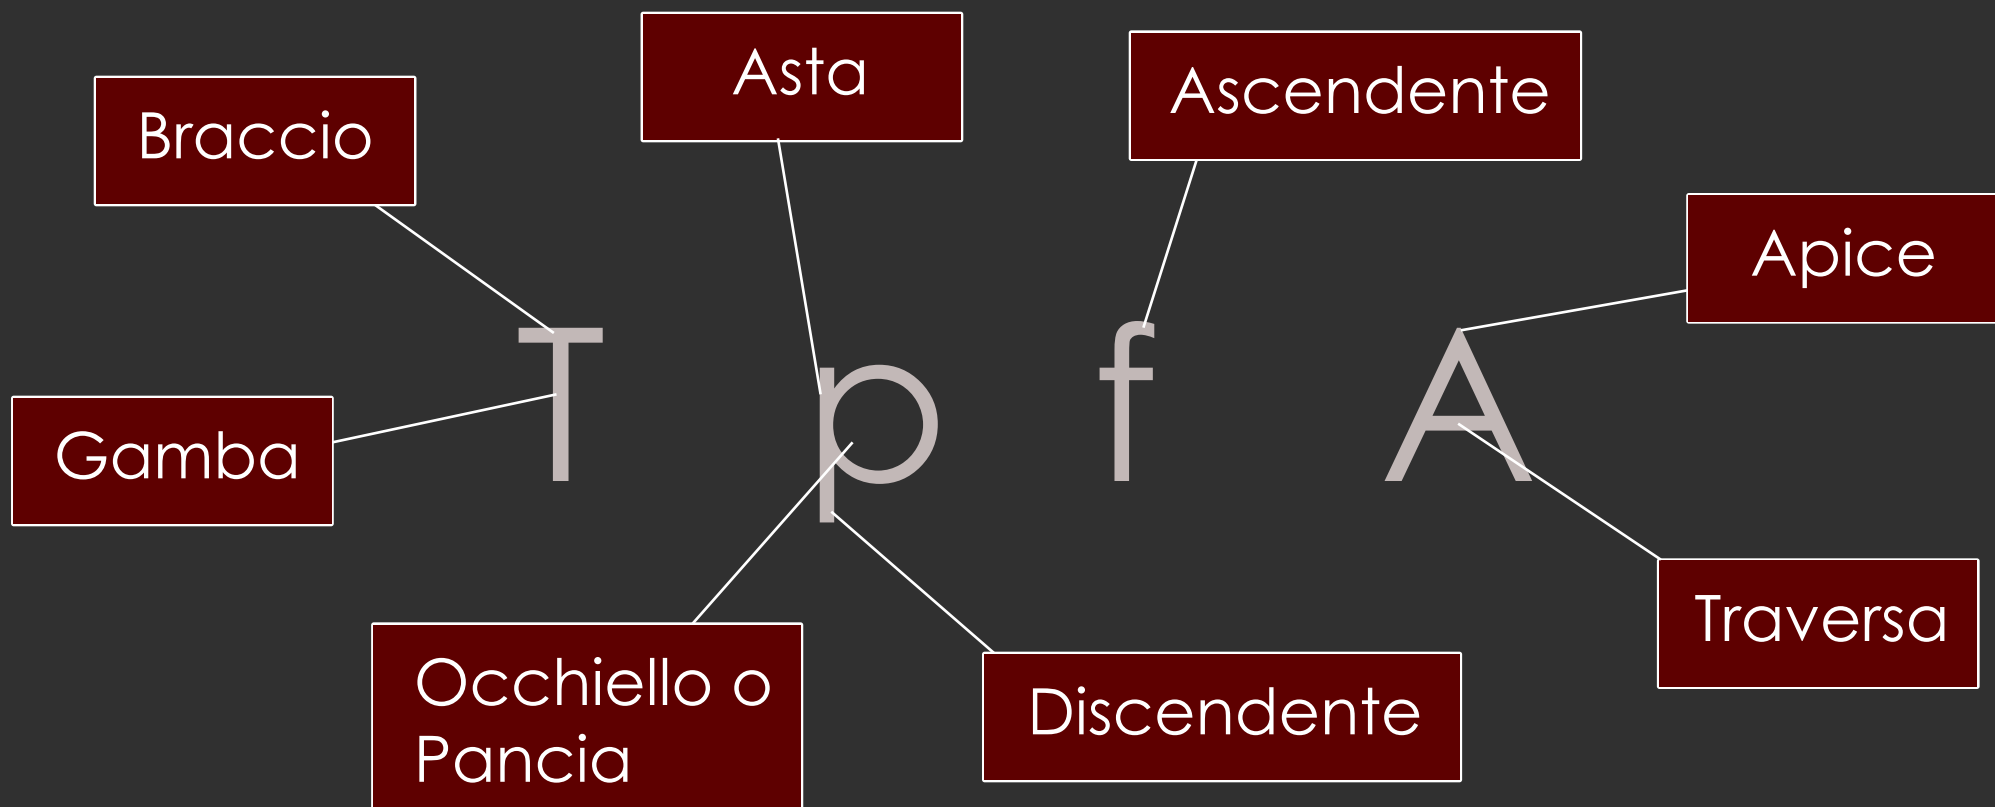 Asta
Ascendente
Braccio
Apice
T p f A
Gamba
Traversa
Occhiello o
Pancia
Discendente